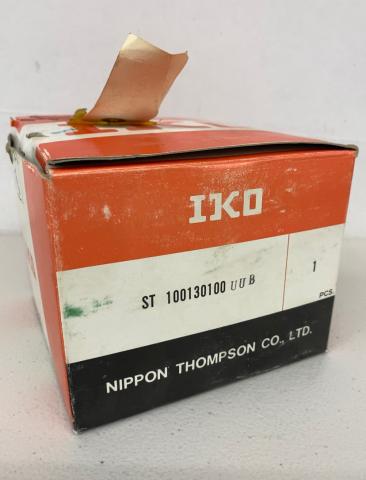 IKO
ST 100130100 UUB
1
PCS.
NIPPON THOMPSON CO., LTD.